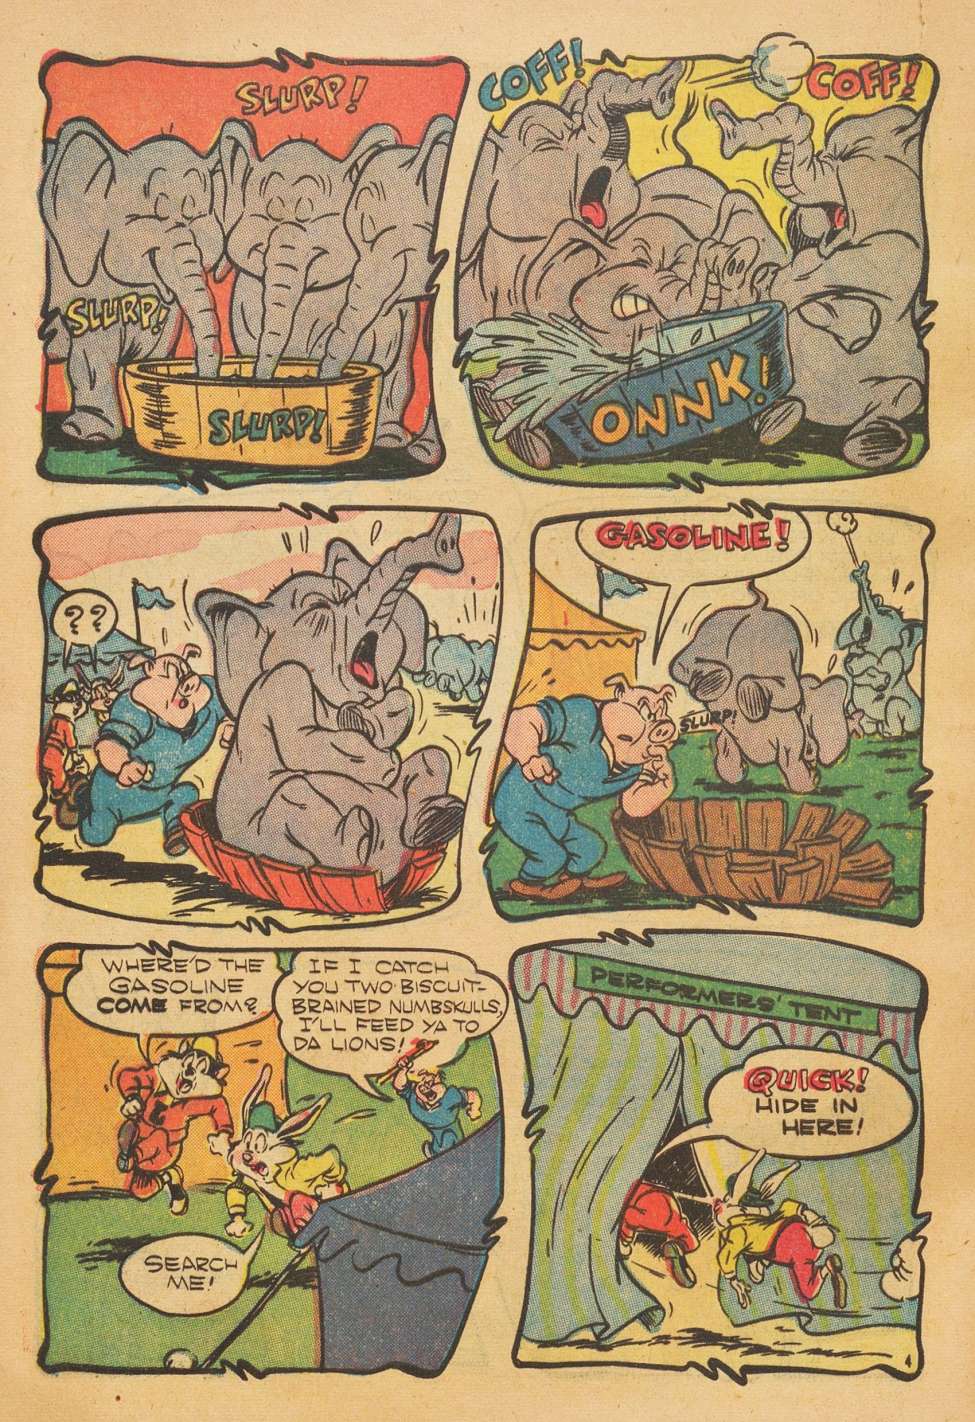 SLURP!
SLURP!
SLURP!
COFF!
COFF!
ONNK!
??
GASOLINE!
SLURP!
WHERE'D THE
GASOLINE
COME FROM?
IF I CATCH
YOU TWO BISCUIT-
BRAINED NUMBSKULLS,
I'LL FEED YA TO
DA LIONS!
SEARCH
ME!
PERFORMERS' TENT
QUICK!
HIDE IN
HERE!
4